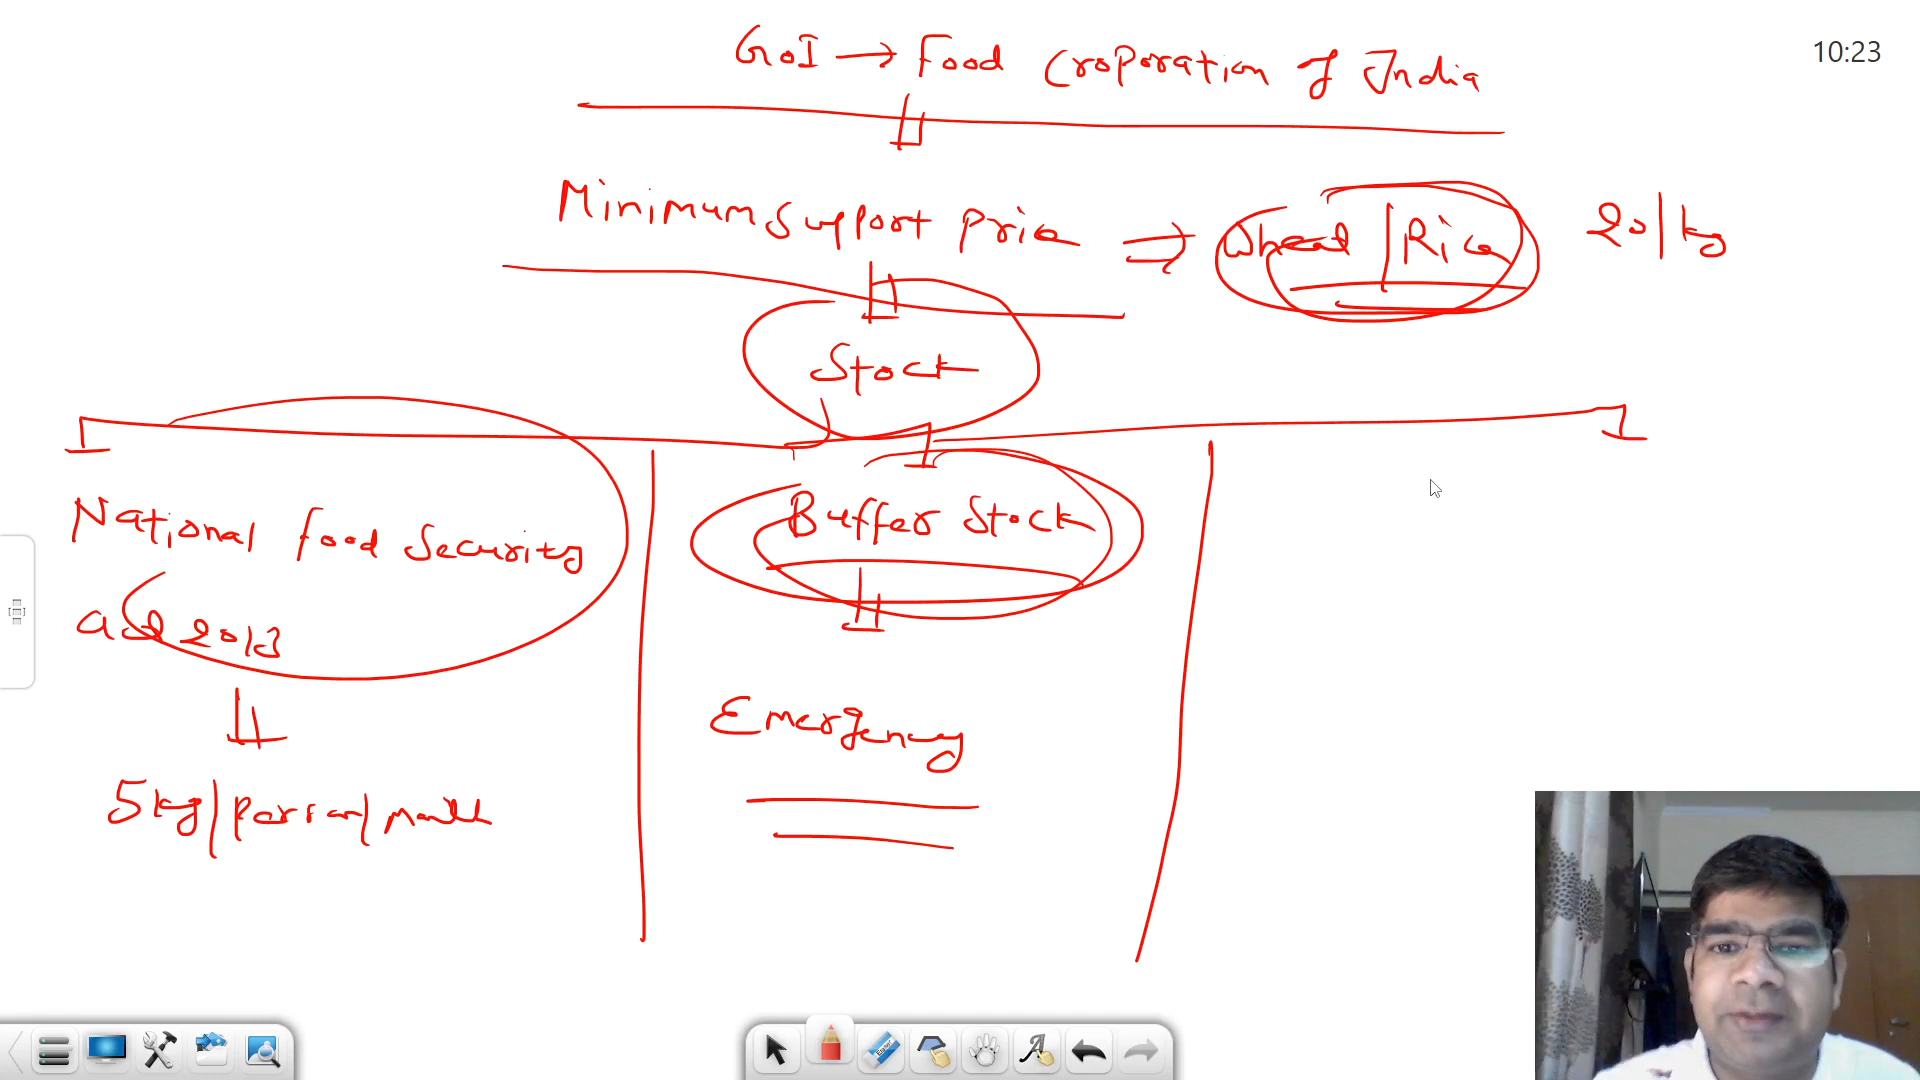 10:23
GOI → Food Croporation of India
Minimum Support Price ⇒ Wheat / Rice 20/kg
Stock
National Food Security
act 2013
Buffer Stock
Emergency
5kg/Person/month